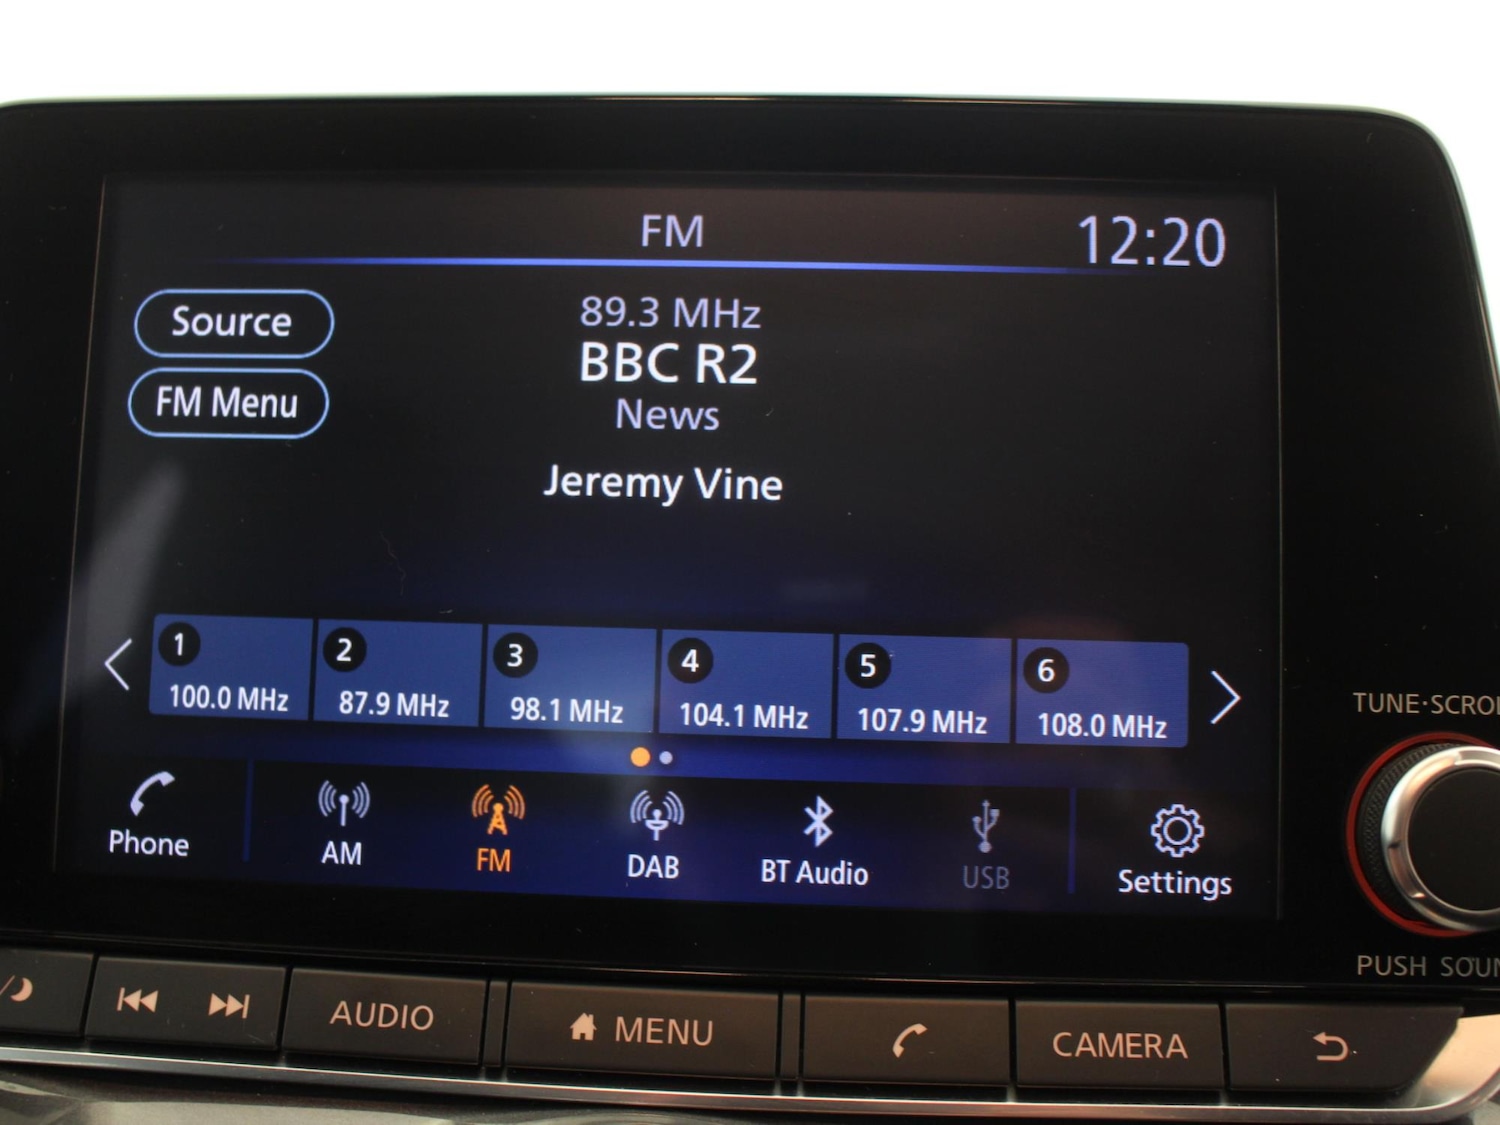 FM
12:20
Source
89.3 MHz
BBC R2
FM Menu
News
Jeremy Vine
1
2
3
4
5
6
100.0 MHz
87.9 MHz
98.1 MHz
104.1 MHz
107.9 MHz
108.0 MHz
TUNE·SCRO
Phone
AM
FM
DAB
BT Audio
USB
Settings
PUSH SOUN
AUDIO
MENU
CAMERA